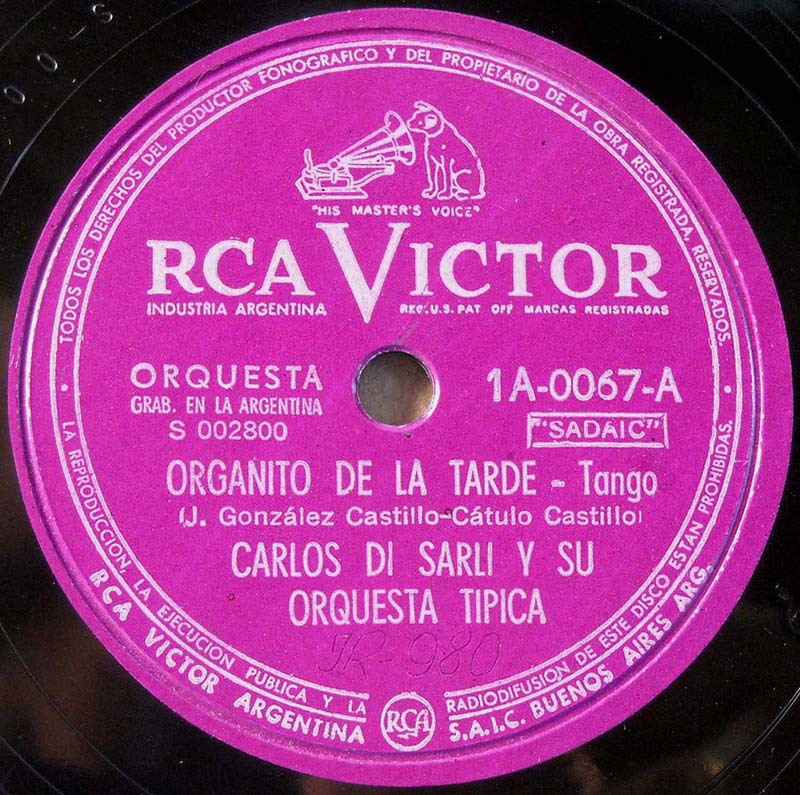 TODOS LOS DERECHOS DEL PRODUCTOR FONOGRAFICO Y DEL PROPIETARIO DE LA OBRA REGISTRADA, RESERVADOS.
"HIS MASTER'S VOICE"
RCA VICTOR
INDUSTRIA ARGENTINA
REG. U.S. PAT OFF MARCAS REGISTRADAS
ORQUESTA
1A-0067-A
GRAB. EN LA ARGENTINA
"SADAIC"
S 002800
ORGANITO DE LA TARDE - Tango
(J. González Castillo-Cátulo Castillo)
CARLOS DI SARLI Y SU
ORQUESTA TIPICA
JR-980
LA REPRODUCCION, LA EJECUCION PUBLICA Y LA RADIODIFUSION DE ESTE DISCO ESTAN PROHIBIDAS.
RCA VICTOR ARGENTINA S.A.I.C. BUENOS AIRES ARG.
RCA